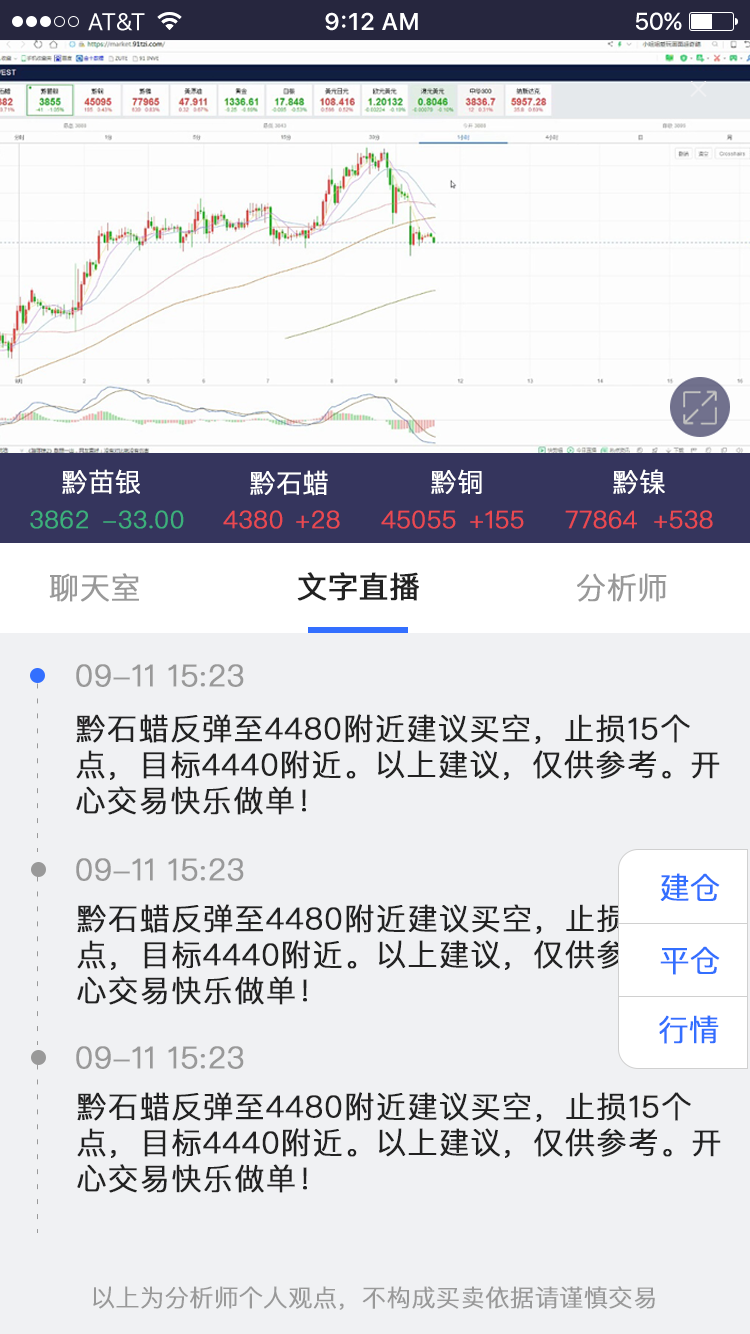 AT&T 9:12 AM 50%
https://market.91tzi.com/
3855 45095 77965 47.911 1336.61 17.848 108.416 1.20132 0.8046 3836.7 5957.28
Crosshairs
黔苗银 黔石蜡 黔铜 黔镍
3862 –33.00 4380 +28 45055 +155 77864 +538
聊天室 文字直播 分析师
09–11 15:23
黔石蜡反弹至4480附近建议买空，止损15个
点，目标4440附近。以上建议，仅供参考。开
心交易快乐做单！
09–11 15:23
黔石蜡反弹至4480附近建议买空，止损
点，目标4440附近。以上建议，仅供参
心交易快乐做单！
建仓
平仓
行情
09–11 15:23
黔石蜡反弹至4480附近建议买空，止损15个
点，目标4440附近。以上建议，仅供参考。开
心交易快乐做单！
以上为分析师个人观点，不构成买卖依据请谨慎交易